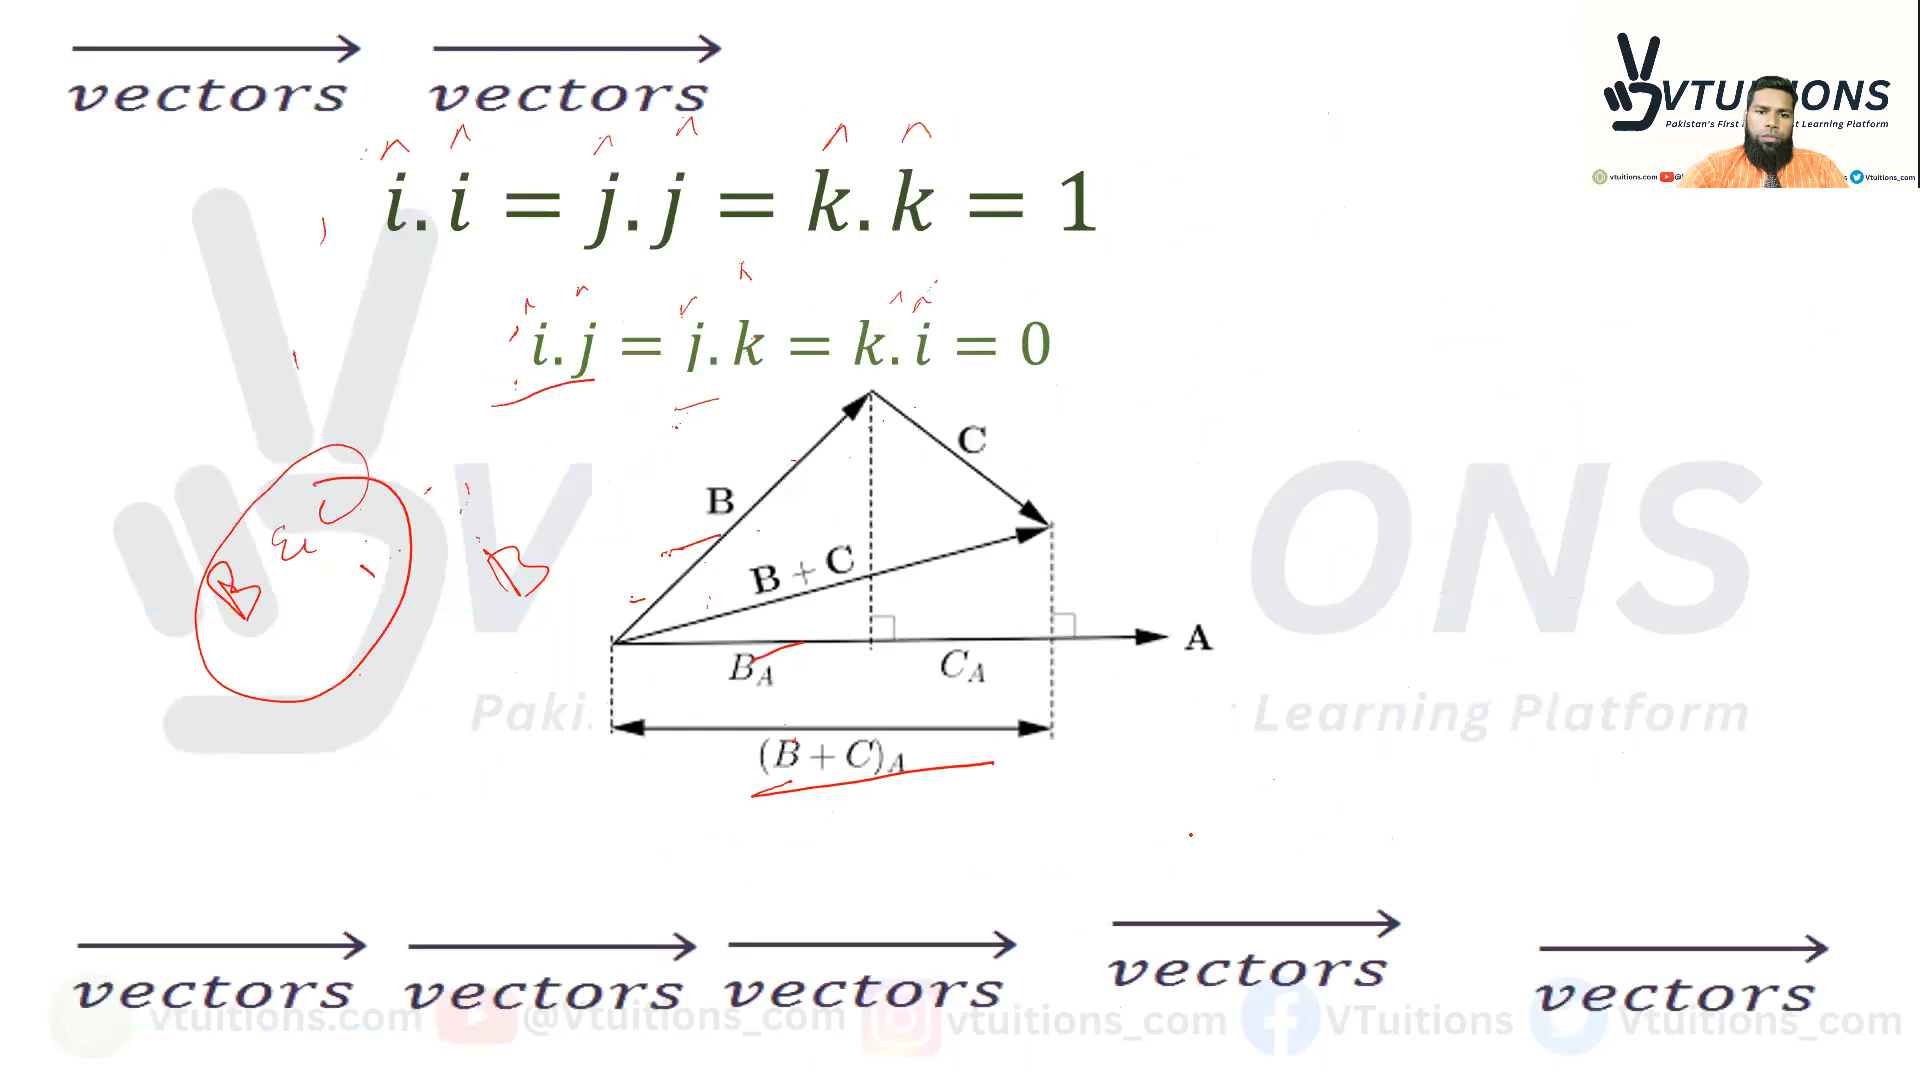 vectors vectors
VTUITIONS
Pakistan's First Learning Platform
vtuitions.com Vtuitions_com
i.i = j.j = k.k = 1
i.j = j.k = k.i = 0
C
B
B + C
B
B
A
B_A C_A
(B + C)_A
Learning Platform
vectors vectors vectors vectors vectors
vtuitions.com @Vtuitions_com vtuitions_com VTuitions Vtuitions_com